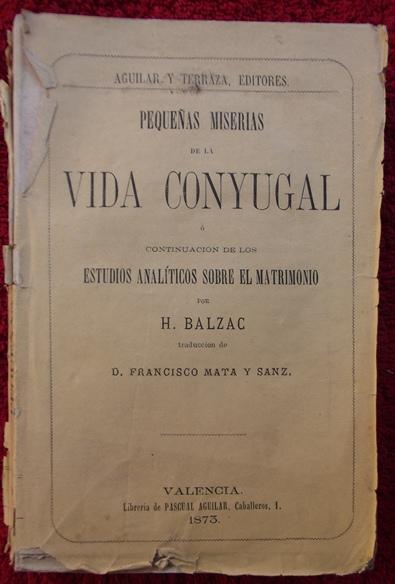 AGUILAR Y TERRAZA, EDITORES.
PEQUEÑAS MISERIAS
DE LA
VIDA CONYUGAL
ó
CONTINUACION DE LOS
ESTUDIOS ANALÍTICOS SOBRE EL MATRIMONIO
POR
H. BALZAC
traduccion de
D. FRANCISCO MATA Y SANZ.
VALENCIA.
Libreria de PASCUAL AGUILAR, Caballeros, 1.
1873.